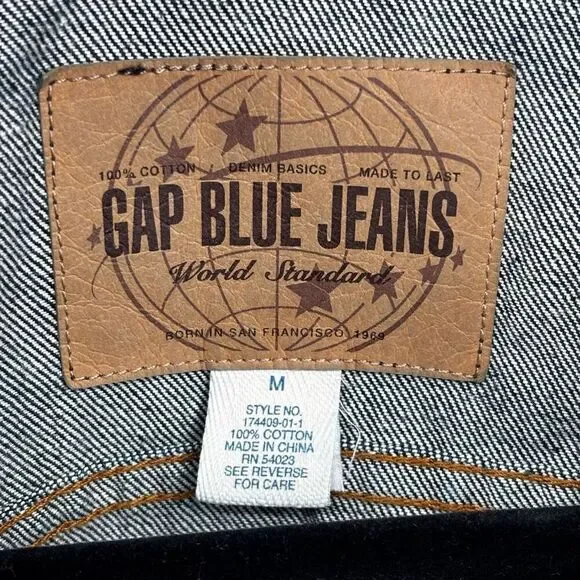 100% COTTON / DENIM BASICS MADE TO LAST
GAP BLUE JEANS
World Standard
BORN IN SAN FRANCISCO, 1969
M
STYLE NO.
174409-01-1
100% COTTON
MADE IN CHINA
RN 54023
SEE REVERSE
FOR CARE